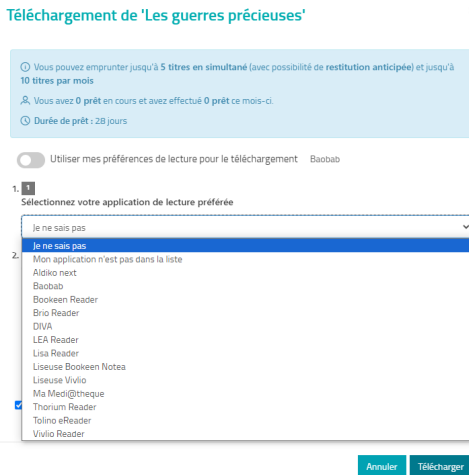 Téléchargement de 'Les guerres précieuses'
Vous pouvez emprunter jusqu'à 5 titres en simultané (avec possibilité de restitution anticipée) et jusqu'à
10 titres par mois
Vous avez 0 prêt en cours et avez effectué 0 prêt ce mois-ci.
Durée de prêt : 28 jours
Utiliser mes préférences de lecture pour le téléchargement Baobab
1. 1
Sélectionnez votre application de lecture préférée
Je ne sais pas
2.
Je ne sais pas
Mon application n'est pas dans la liste
Aldiko next
Baobab
Bookeen Reader
Brio Reader
DIVA
LEA Reader
Lisa Reader
Liseuse Bookeen Notea
Liseuse Vivlio
Ma Medi@theque
Thorium Reader
Tolino eReader
Vivlio Reader
Annuler Télécharger